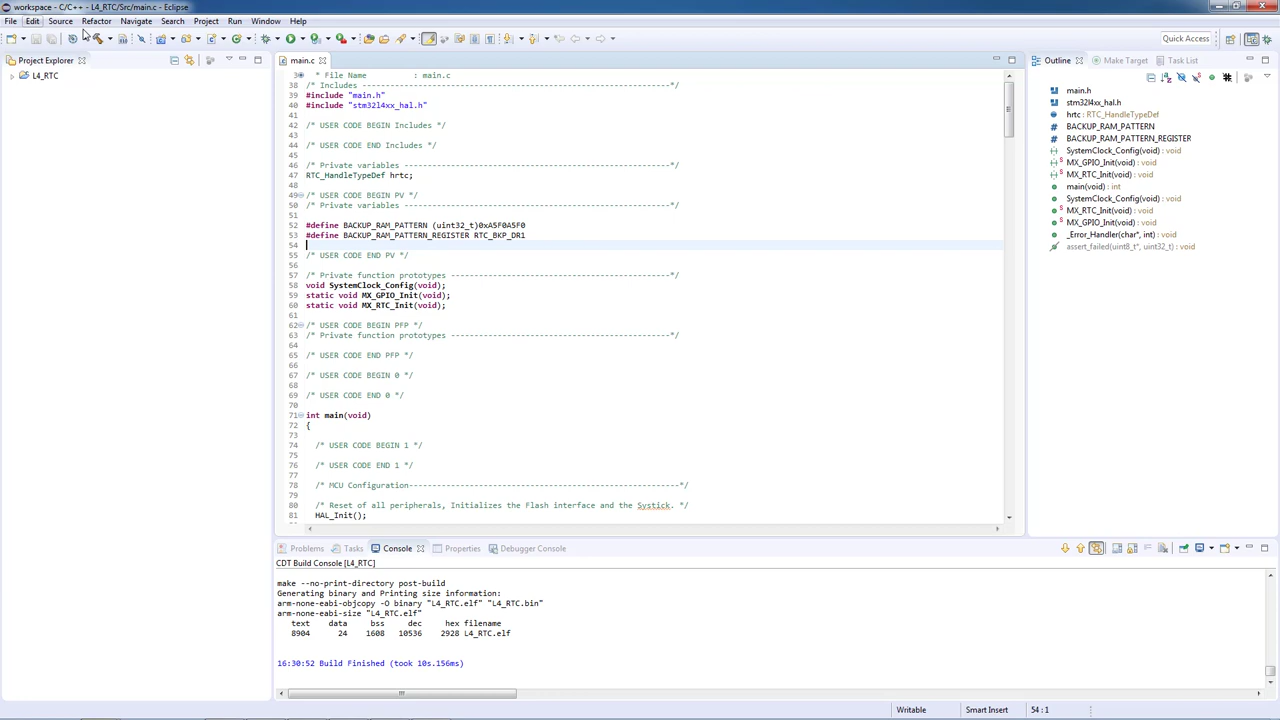 workspace - C/C++ - L4_RTC/Src/main.c - Eclipse
File Edit Source Refactor Navigate Search Project Run Window Help
Quick Access
Project Explorer
L4_RTC
main.c
3 * File Name : main.c
38 /* Includes ------------------------------------------------------------------*/
39 #include "main.h"
40 #include "stm32l4xx_hal.h"
41
42 /* USER CODE BEGIN Includes */
43
44 /* USER CODE END Includes */
45
46 /* Private variables ---------------------------------------------------------*/
47 RTC_HandleTypeDef hrtc;
48
49 /* USER CODE BEGIN PV */
50 /* Private variables ---------------------------------------------------------*/
51
52 #define BACKUP_RAM_PATTERN (uint32_t)0xA5F0A5F0
53 #define BACKUP_RAM_PATTERN_REGISTER RTC_BKP_DR1
54
55 /* USER CODE END PV */
56
57 /* Private function prototypes -----------------------------------------------*/
58 void SystemClock_Config(void);
59 static void MX_GPIO_Init(void);
60 static void MX_RTC_Init(void);
61
62 /* USER CODE BEGIN PFP */
63 /* Private function prototypes -----------------------------------------------*/
64
65 /* USER CODE END PFP */
66
67 /* USER CODE BEGIN 0 */
68
69 /* USER CODE END 0 */
70
71 int main(void)
72 {
73
74 /* USER CODE BEGIN 1 */
75
76 /* USER CODE END 1 */
77
78 /* MCU Configuration----------------------------------------------------------*/
79
80 /* Reset of all peripherals, Initializes the Flash interface and the Systick. */
81 HAL_Init();
Outline Make Target Task List
main.h
stm32l4xx_hal.h
hrtc : RTC_HandleTypeDef
BACKUP_RAM_PATTERN
BACKUP_RAM_PATTERN_REGISTER
SystemClock_Config(void) : void
MX_GPIO_Init(void) : void
MX_RTC_Init(void) : void
main(void) : int
SystemClock_Config(void) : void
MX_RTC_Init(void) : void
MX_GPIO_Init(void) : void
_Error_Handler(char*, int) : void
assert_failed(uint8_t*, uint32_t) : void
Problems Tasks Console Properties Debugger Console
CDT Build Console [L4_RTC]
make --no-print-directory post-build
Generating binary and Printing size information:
arm-none-eabi-objcopy -O binary "L4_RTC.elf" "L4_RTC.bin"
arm-none-eabi-size "L4_RTC.elf"
text data bss dec hex filename
8904 24 1608 10536 2928 L4_RTC.elf
16:30:52 Build Finished (took 10s.156ms)
Writable Smart Insert 54 : 1